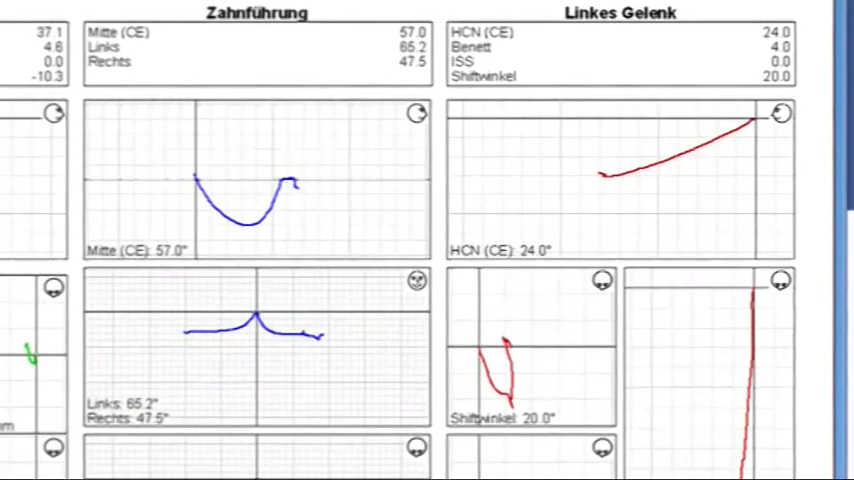 Zahnführung
Linkes Gelenk
37.1
4.6
0.0
-10.3
Mitte (CE) 57.0
Links 65.2
Rechts 47.5
HCN (CE) 24.0
Benett 4.0
ISS 0.0
Shiftwinkel 20.0
Mitte (CE): 57.0°
HCN (CE): 24.0°
Links: 65.2°
Rechts: 47.5°
Shiftwinkel: 20.0°
mm